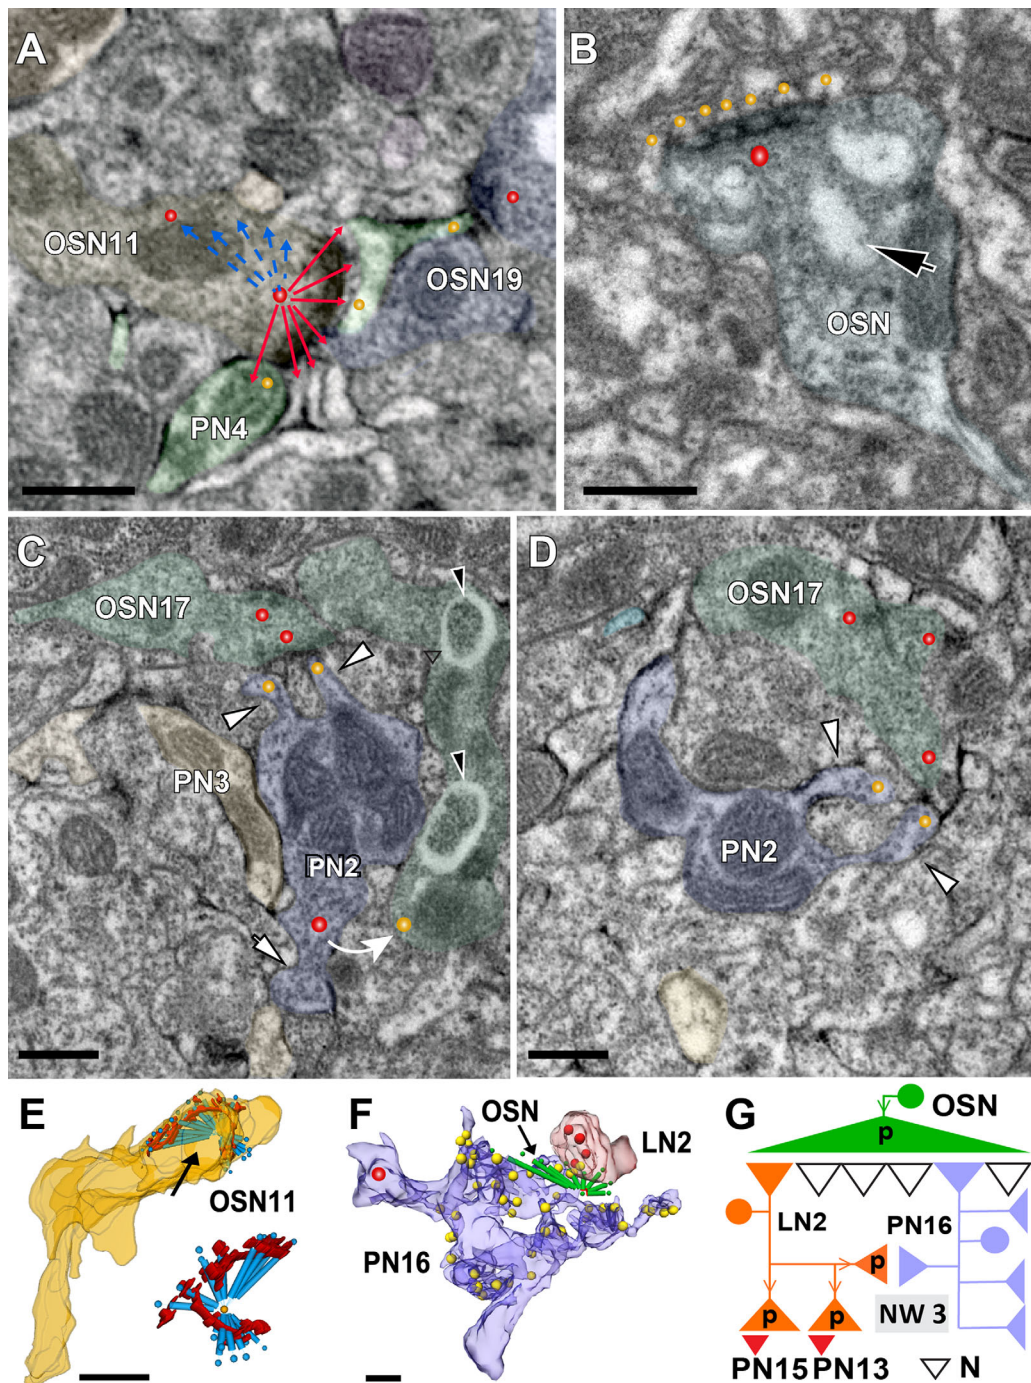 A
OSN11
OSN19
PN4
B
OSN
C
OSN17
PN3
PN2
D
OSN17
PN2
E
OSN11
F
OSN
LN2
PN16
G
OSN
p
LN2
PN16
p
NW 3
p p
PN15 PN13 N